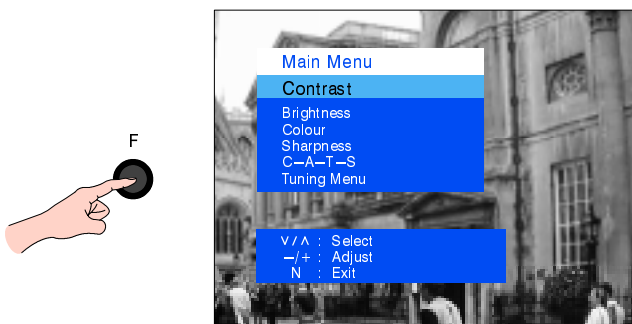 F
Main Menu
Contrast
Brightness
Colour
Sharpness
C–A–T–S
Tuning Menu
∨/∧ : Select
–/+ : Adjust
N : Exit